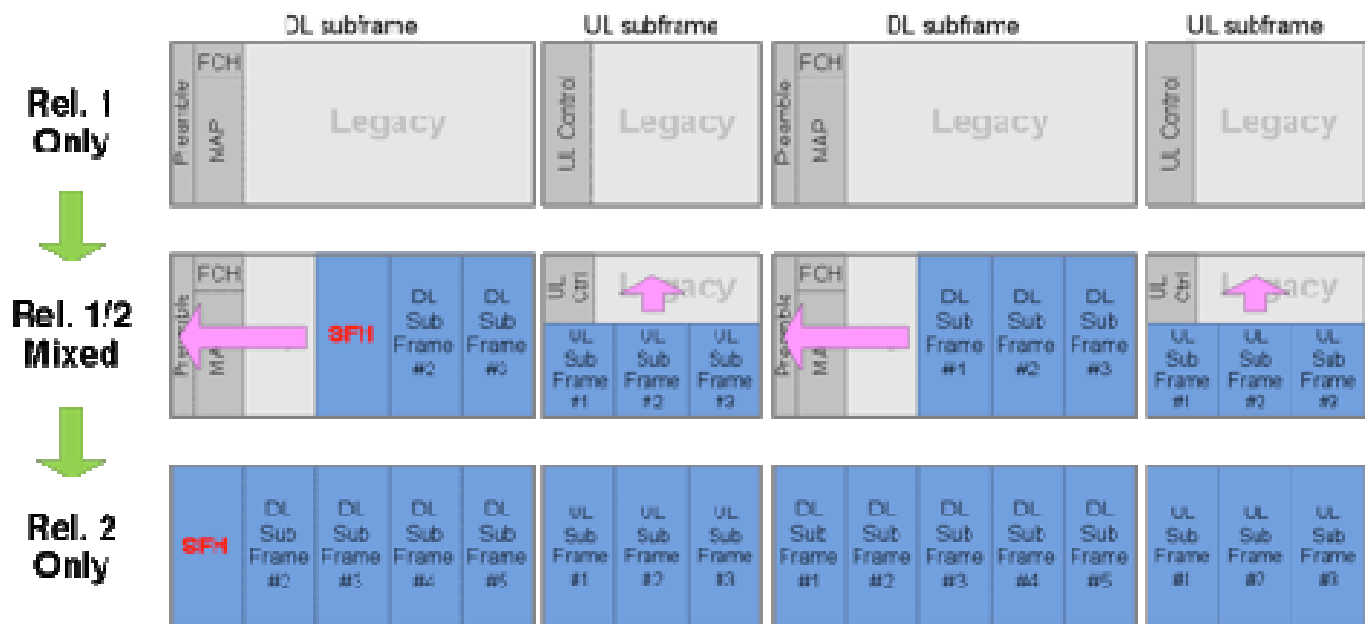 DL subframe
UL subframe
DL subframe
UL subframe
Rel. 1
Only
Preamble
FCH
MAP
Legacy
UL Control
Legacy
Preamble
FCH
MAP
Legacy
UL Control
Legacy
Rel. 1/2
Mixed
Preamble
FCH
SFH
DL
Sub
Frame
#2
DL
Sub
Frame
#3
UL
Ctrl
Legacy
UL
Sub
Frame
#1
UL
Sub
Frame
#2
UL
Sub
Frame
#3
Preamble
FCH
DL
Sub
Frame
#1
DL
Sub
Frame
#2
DL
Sub
Frame
#3
UL
Ctrl
Legacy
UL
Sub
Frame
#1
UL
Sub
Frame
#2
UL
Sub
Frame
#3
Rel. 2
Only
SFH
DL
Sub
Frame
#2
DL
Sub
Frame
#3
DL
Sub
Frame
#4
DL
Sub
Frame
#5
UL
Sub
Frame
#1
UL
Sub
Frame
#2
UL
Sub
Frame
#3
DL
Sub
Frame
#1
DL
Sub
Frame
#2
DL
Sub
Frame
#3
DL
Sub
Frame
#4
DL
Sub
Frame
#5
UL
Sub
Frame
#1
UL
Sub
Frame
#2
UL
Sub
Frame
#3